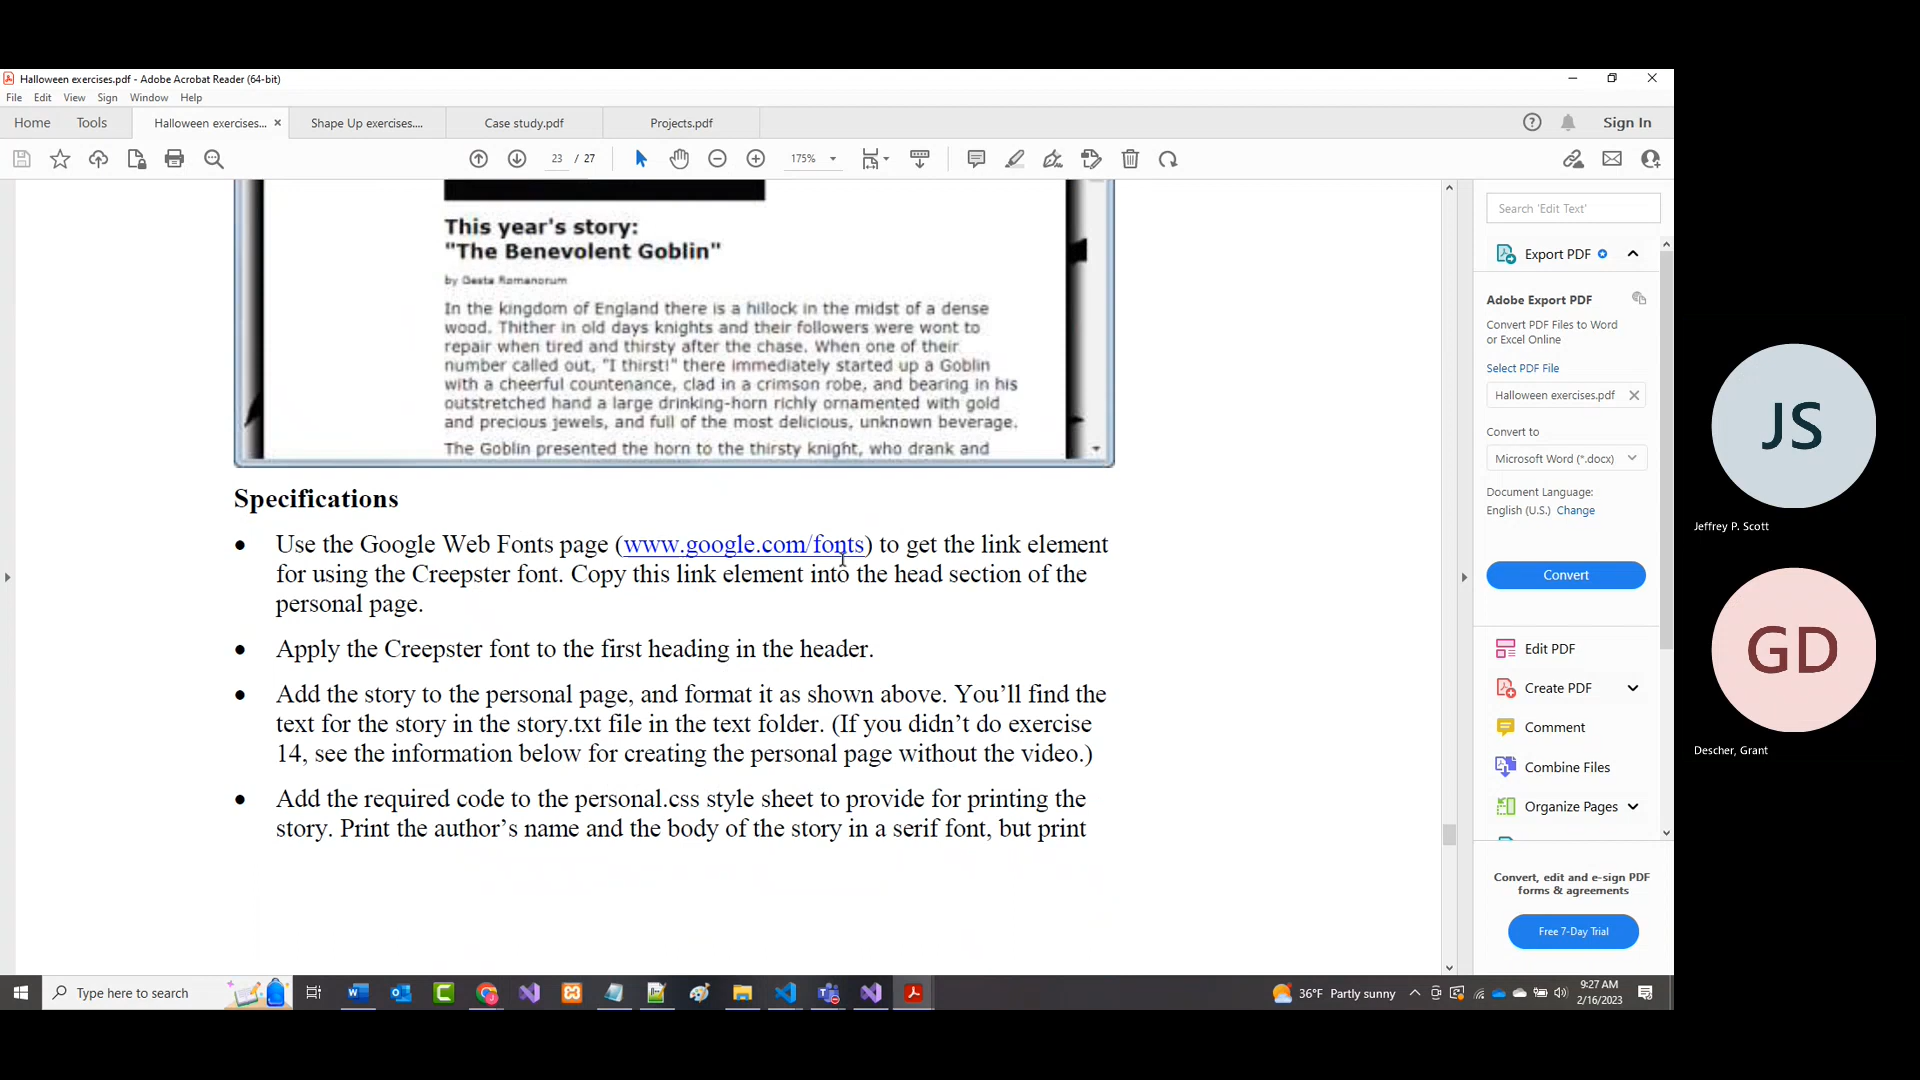 Halloween exercises.pdf - Adobe Acrobat Reader (64-bit)
File Edit View Sign Window Help
Home Tools Halloween exercises... × Shape Up exercises.... Case study.pdf Projects.pdf Sign In
23 / 27 175%
This year's story:
"The Benevolent Goblin"
by Gesta Romanorum
In the kingdom of England there is a hillock in the midst of a dense
wood. Thither in old days knights and their followers were wont to
repair when tired and thirsty after the chase. When one of their
number called out, "I thirst!" there immediately started up a Goblin
with a cheerful countenance, clad in a crimson robe, and bearing in his
outstretched hand a large drinking-horn richly ornamented with gold
and precious jewels, and full of the most delicious, unknown beverage.
The Goblin presented the horn to the thirsty knight, who drank and
Specifications
• Use the Google Web Fonts page (www.google.com/fonts) to get the link element
for using the Creepster font. Copy this link element into the head section of the
personal page.
• Apply the Creepster font to the first heading in the header.
• Add the story to the personal page, and format it as shown above. You’ll find the
text for the story in the story.txt file in the text folder. (If you didn’t do exercise
14, see the information below for creating the personal page without the video.)
• Add the required code to the personal.css style sheet to provide for printing the
story. Print the author’s name and the body of the story in a serif font, but print
Search 'Edit Text'
Export PDF
Adobe Export PDF
Convert PDF Files to Word
or Excel Online
Select PDF File
Halloween exercises.pdf
Convert to
Microsoft Word (*.docx)
Document Language:
English (U.S.) Change
Convert
Edit PDF
Create PDF
Comment
Combine Files
Organize Pages
Convert, edit and e-sign PDF
forms & agreements
Free 7-Day Trial
JS
Jeffrey P. Scott
GD
Descher, Grant
Type here to search
36°F Partly sunny
9:27 AM
2/16/2023